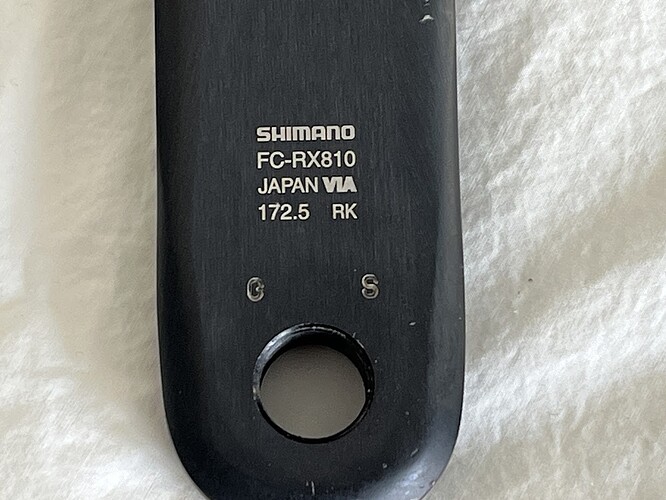 SHIMANO
FC-RX810
JAPAN VIA
172.5 RK
G S